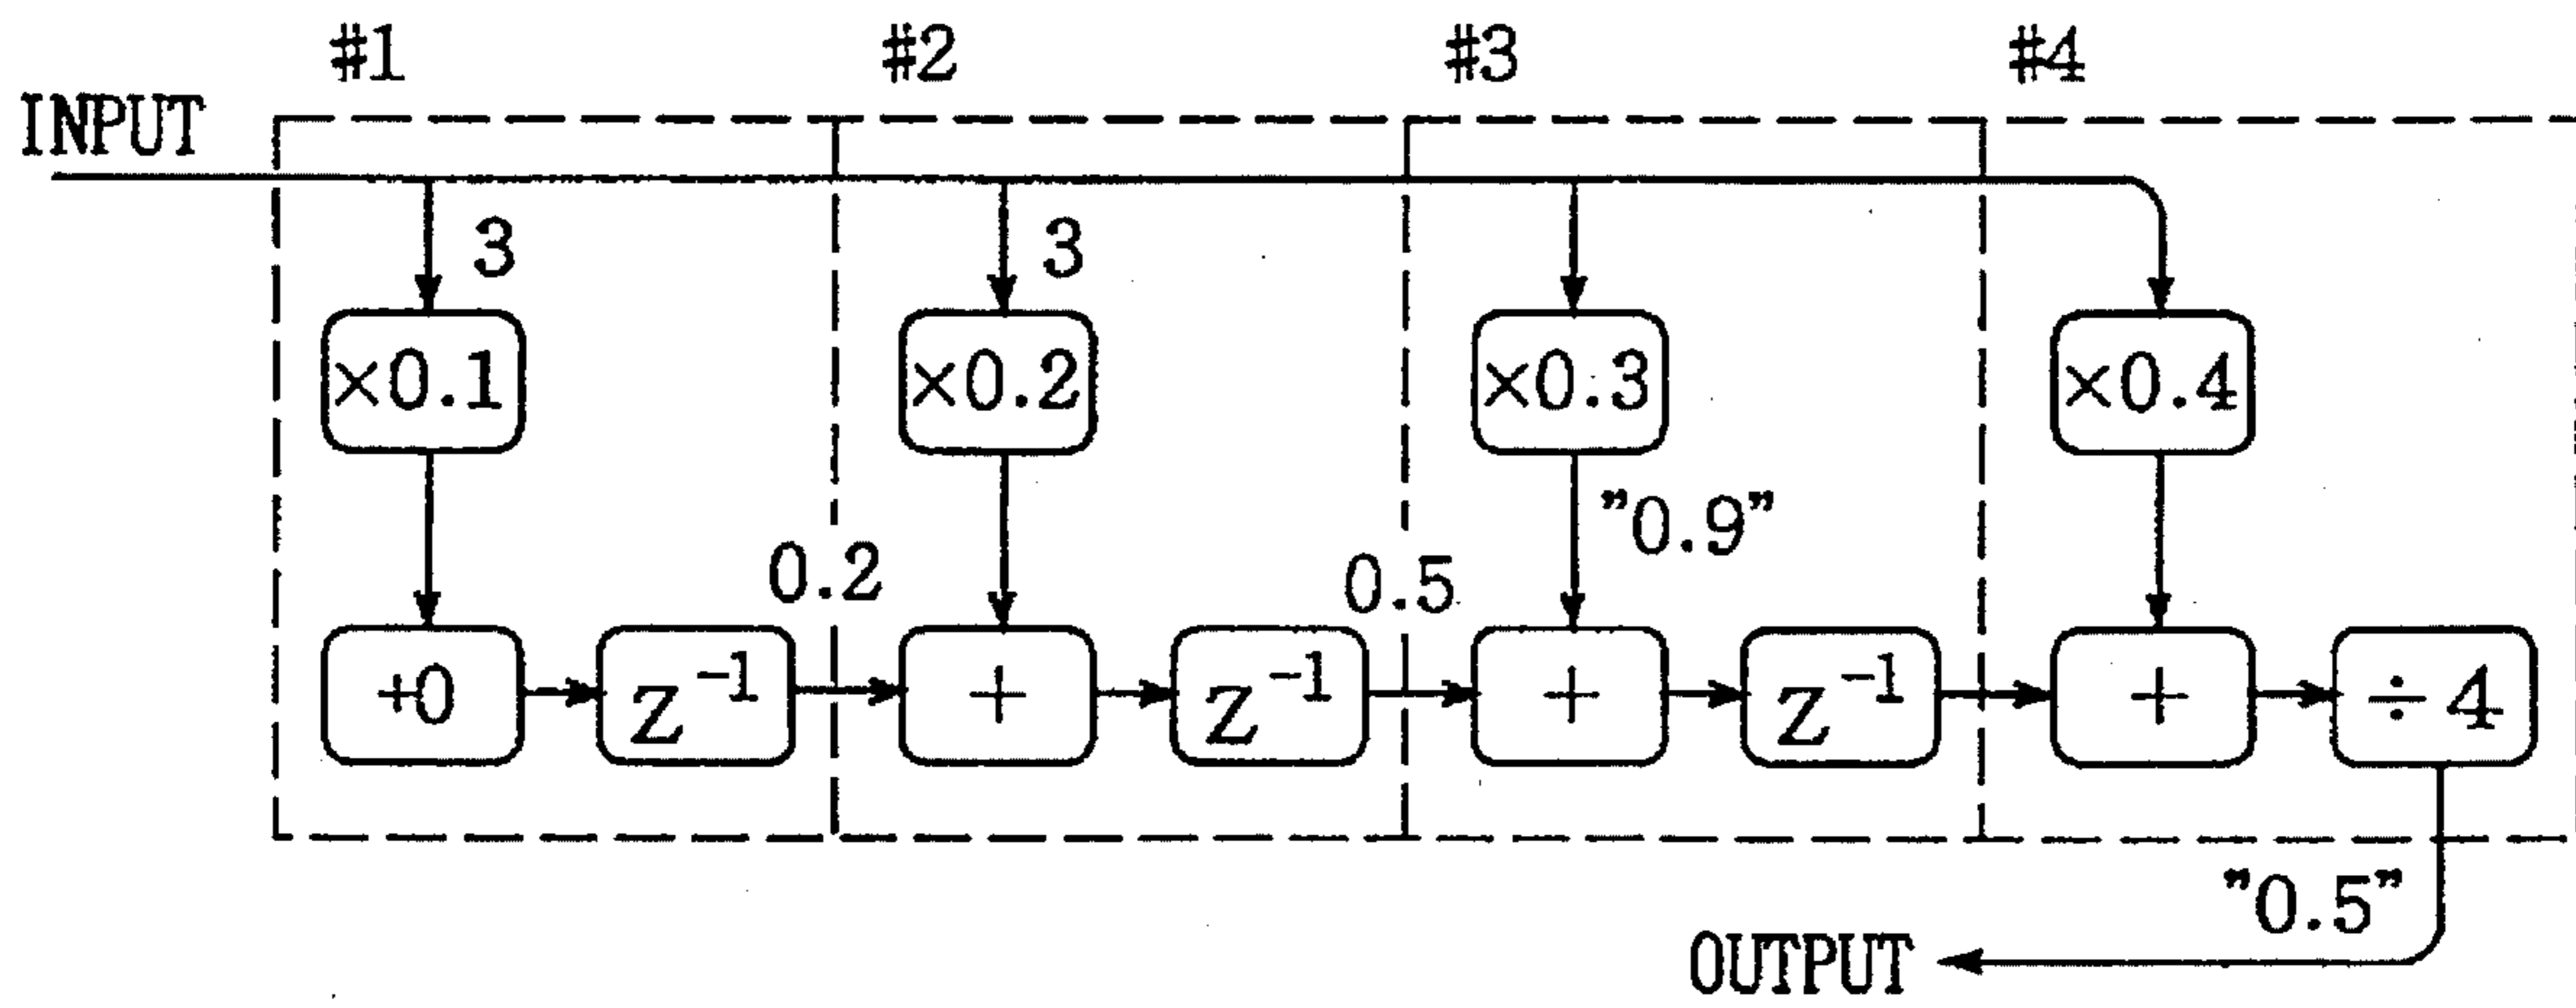 #1 #2 #3 #4
INPUT
3 3
×0.1 ×0.2 ×0.3 ×0.4
"0.9"
0.2 0.5
+0 Z⁻¹ + Z⁻¹ + Z⁻¹ + ÷4
"0.5"
OUTPUT